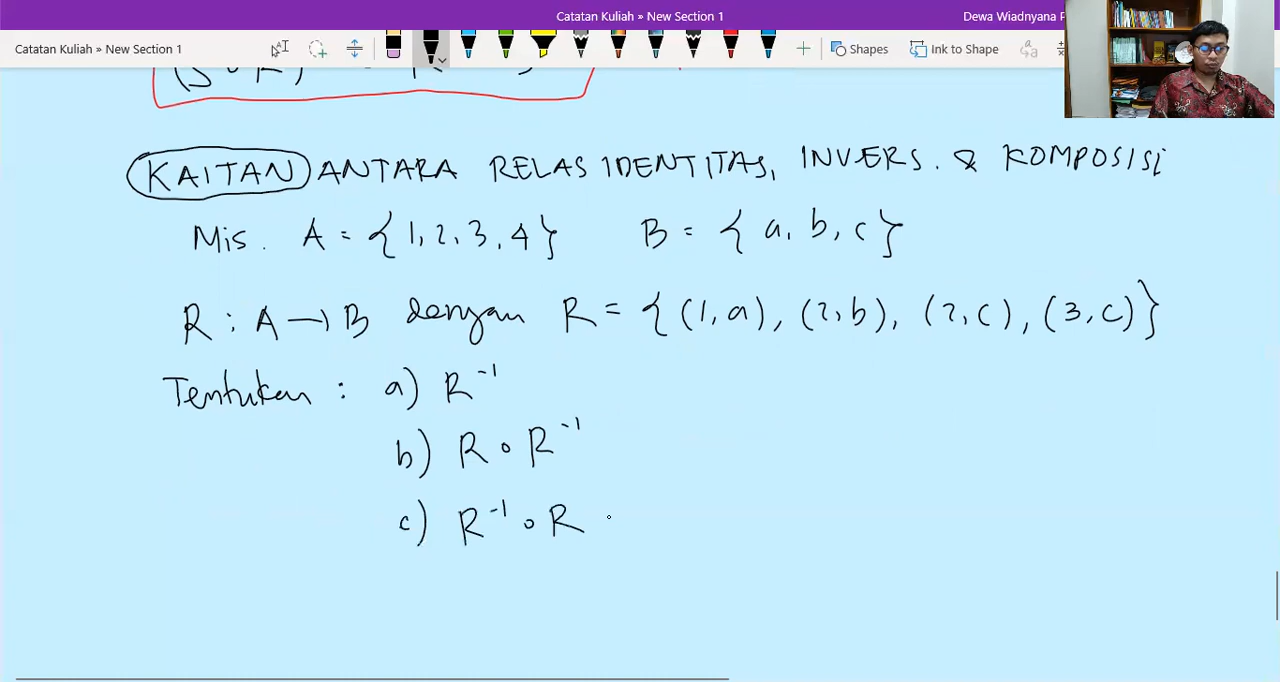 Catatan Kuliah » New Section 1
Dewa Wiadnyana
Catatan Kuliah » New Section 1
Shapes
Ink to Shape
KAITAN ANTARA RELAS IDENTITAS, INVERS. & KOMPOSISI
Mis. A = {1, 2, 3, 4} B = {a, b, c}
R : A → B dengan R = {(1, a), (2, b), (2, c), (3, c)}
Tentukan : a) R⁻¹
b) R ∘ R⁻¹
c) R⁻¹ ∘ R